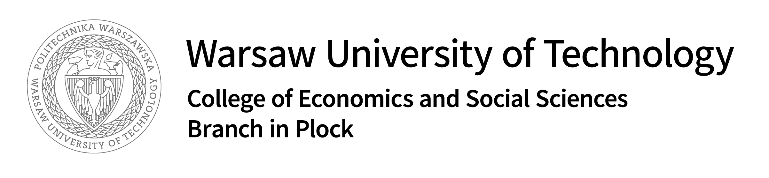 POLITECHNIKA WARSZAWSKA
WARSAW UNIVERSITY OF TECHNOLOGY
Warsaw University of Technology
College of Economics and Social Sciences
Branch in Plock